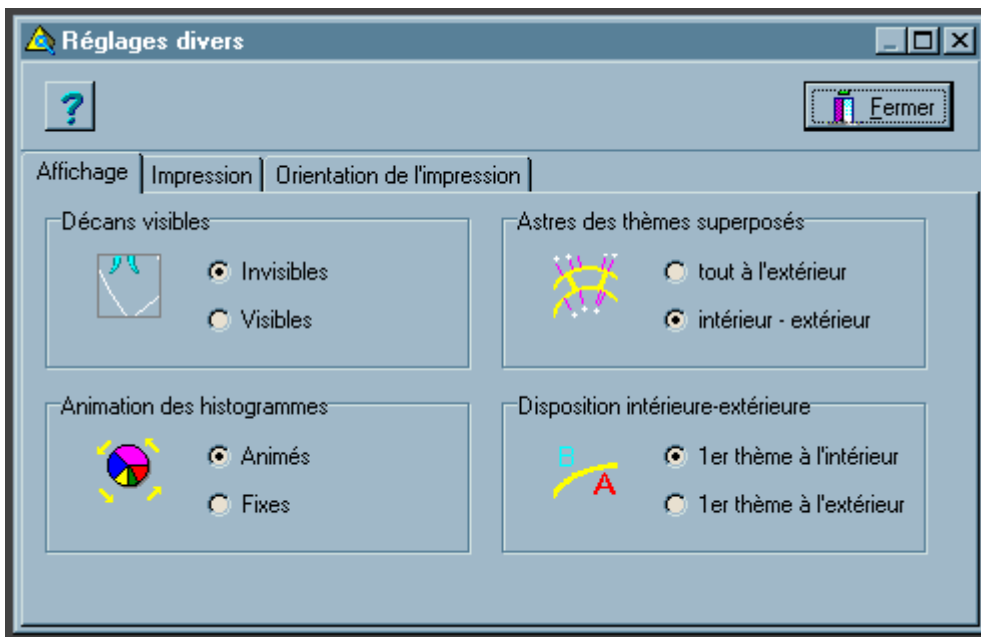 Réglages divers
?
Fermer
Affichage
Impression
Orientation de l'impression
Décans visibles
Invisibles
Visibles
Astres des thèmes superposés
tout à l'extérieur
intérieur - extérieur
Animation des histogrammes
Animés
Fixes
Disposition intérieure-extérieure
B
A
1er thème à l'intérieur
1er thème à l'extérieur